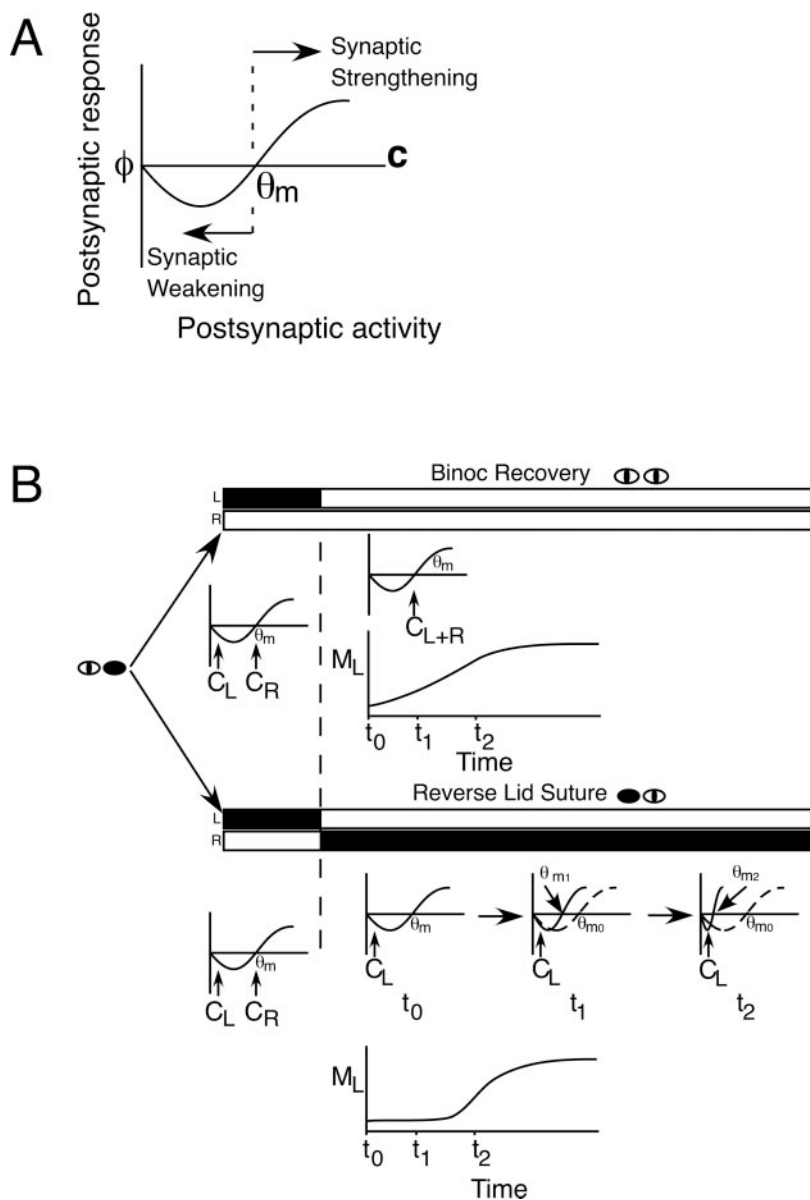 A
Synaptic
Strengthening
Postsynaptic response
ϕ
c
θm
Synaptic
Weakening
Postsynaptic activity
B
Binoc Recovery
L
R
θm
CL+R
θm
CL CR
ML
t0 t1 t2
Time
Reverse Lid Suture
L
R
θm
CL CR
θm
CL
t0
θm1
θm0
CL
t1
θm2
θm0
CL
t2
ML
t0 t1 t2
Time